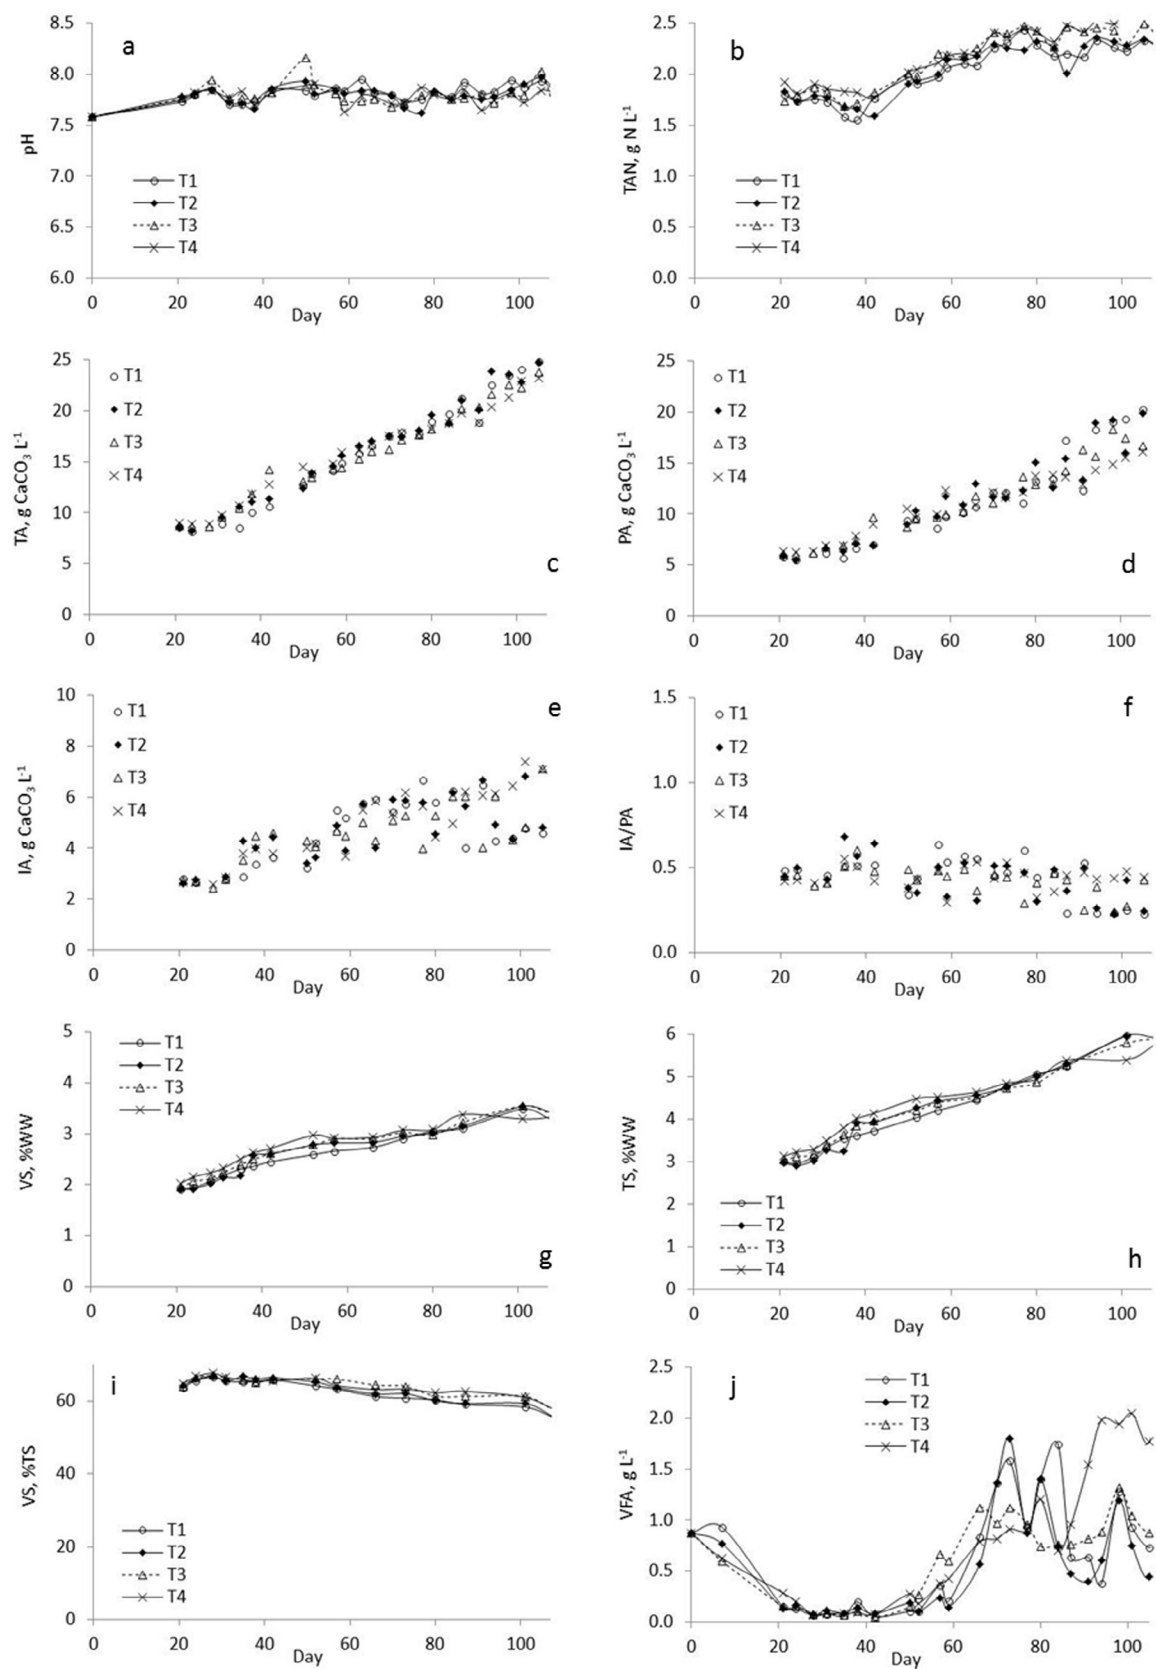 a
pH
8.5
8.0
7.5
7.0
6.5
6.0
T1
T2
T3
T4
0 20 40 60 80 100
Day
b
TAN, g N L-1
2.5
2.0
1.5
1.0
0.5
0.0
T1
T2
T3
T4
0 20 40 60 80 100
Day
c
TA, g CaCO3 L-1
25
20
15
10
5
0
T1
T2
T3
T4
0 20 40 60 80 100
Day
d
PA, g CaCO3 L-1
25
20
15
10
5
0
T1
T2
T3
T4
0 20 40 60 80 100
Day
e
IA, g CaCO3 L-1
10
8
6
4
2
0
T1
T2
T3
T4
0 20 40 60 80 100
Day
f
IA/PA
1.5
1.0
0.5
0.0
T1
T2
T3
T4
0 20 40 60 80 100
Day
g
VS, %WW
5
4
3
2
1
0
T1
T2
T3
T4
0 20 40 60 80 100
Day
h
TS, %WW
6
5
4
3
2
1
0
T1
T2
T3
T4
0 20 40 60 80 100
Day
i
VS, %TS
60
40
20
0
T1
T2
T3
T4
0 20 40 60 80 100
Day
j
VFA, g L-1
2.5
2.0
1.5
1.0
0.5
0.0
T1
T2
T3
T4
0 20 40 60 80 100
Day